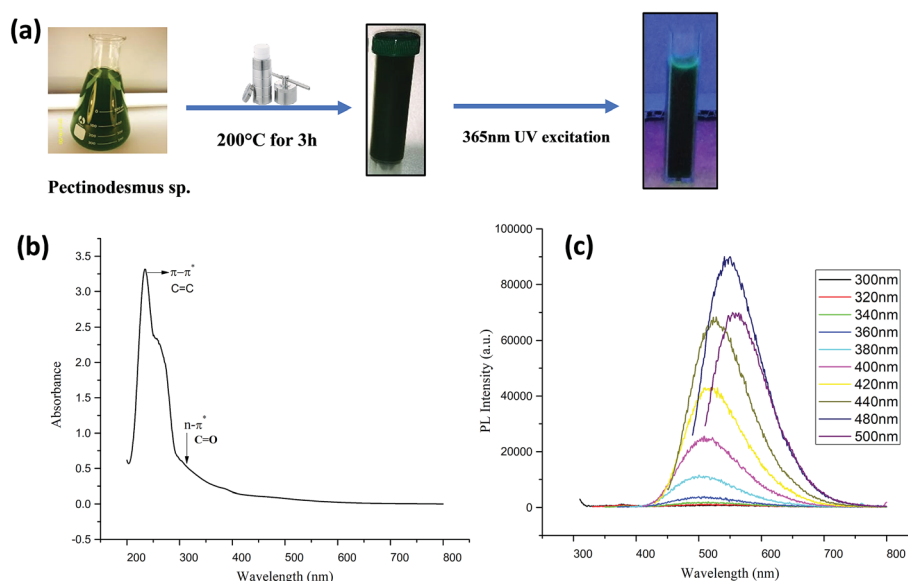 (a)
200°C for 3h
365nm UV excitation
Pectinodesmus sp.
(b)
3.5
3.0
2.5
2.0
1.5
1.0
0.5
0.0
-0.5
Absorbance
π–π*
C=C
n-π*
C=O
200 300 400 500 600 700 800
Wavelength (nm)
(c)
100000
80000
60000
40000
20000
0
PL Intensity (a.u.)
300nm
320nm
340nm
360nm
380nm
400nm
420nm
440nm
480nm
500nm
300 400 500 600 700 800
Wavelength (nm)